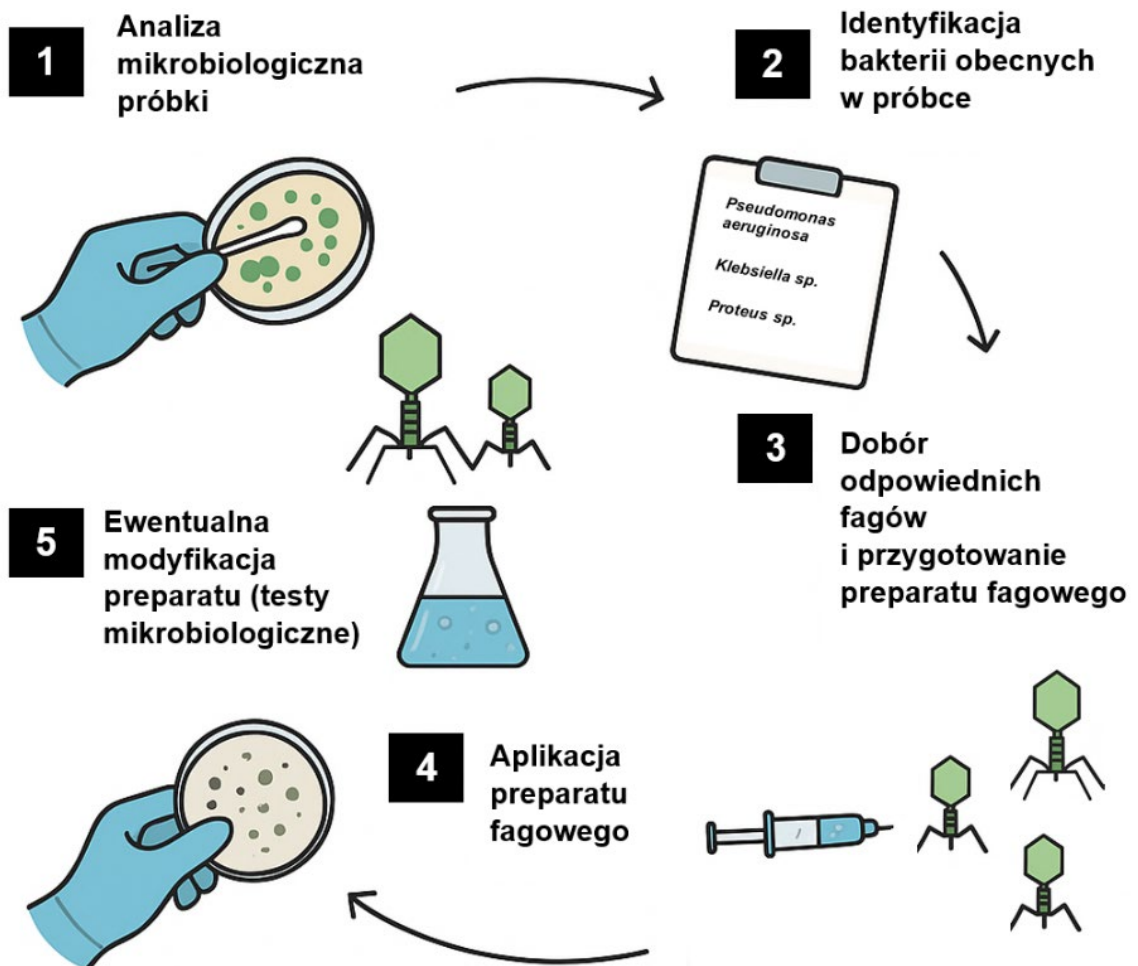 1
Analiza
mikrobiologiczna
próbki
2
Identyfikacja
bakterii obecnych
w próbce
Pseudomonas
aeruginosa
Klebsiella sp.
Proteus sp.
3
Dobór
odpowiednich
fagów
i przygotowanie
preparatu fagowego
4
Aplikacja
preparatu
fagowego
5
Ewentualna
modyfikacja
preparatu (testy
mikrobiologiczne)